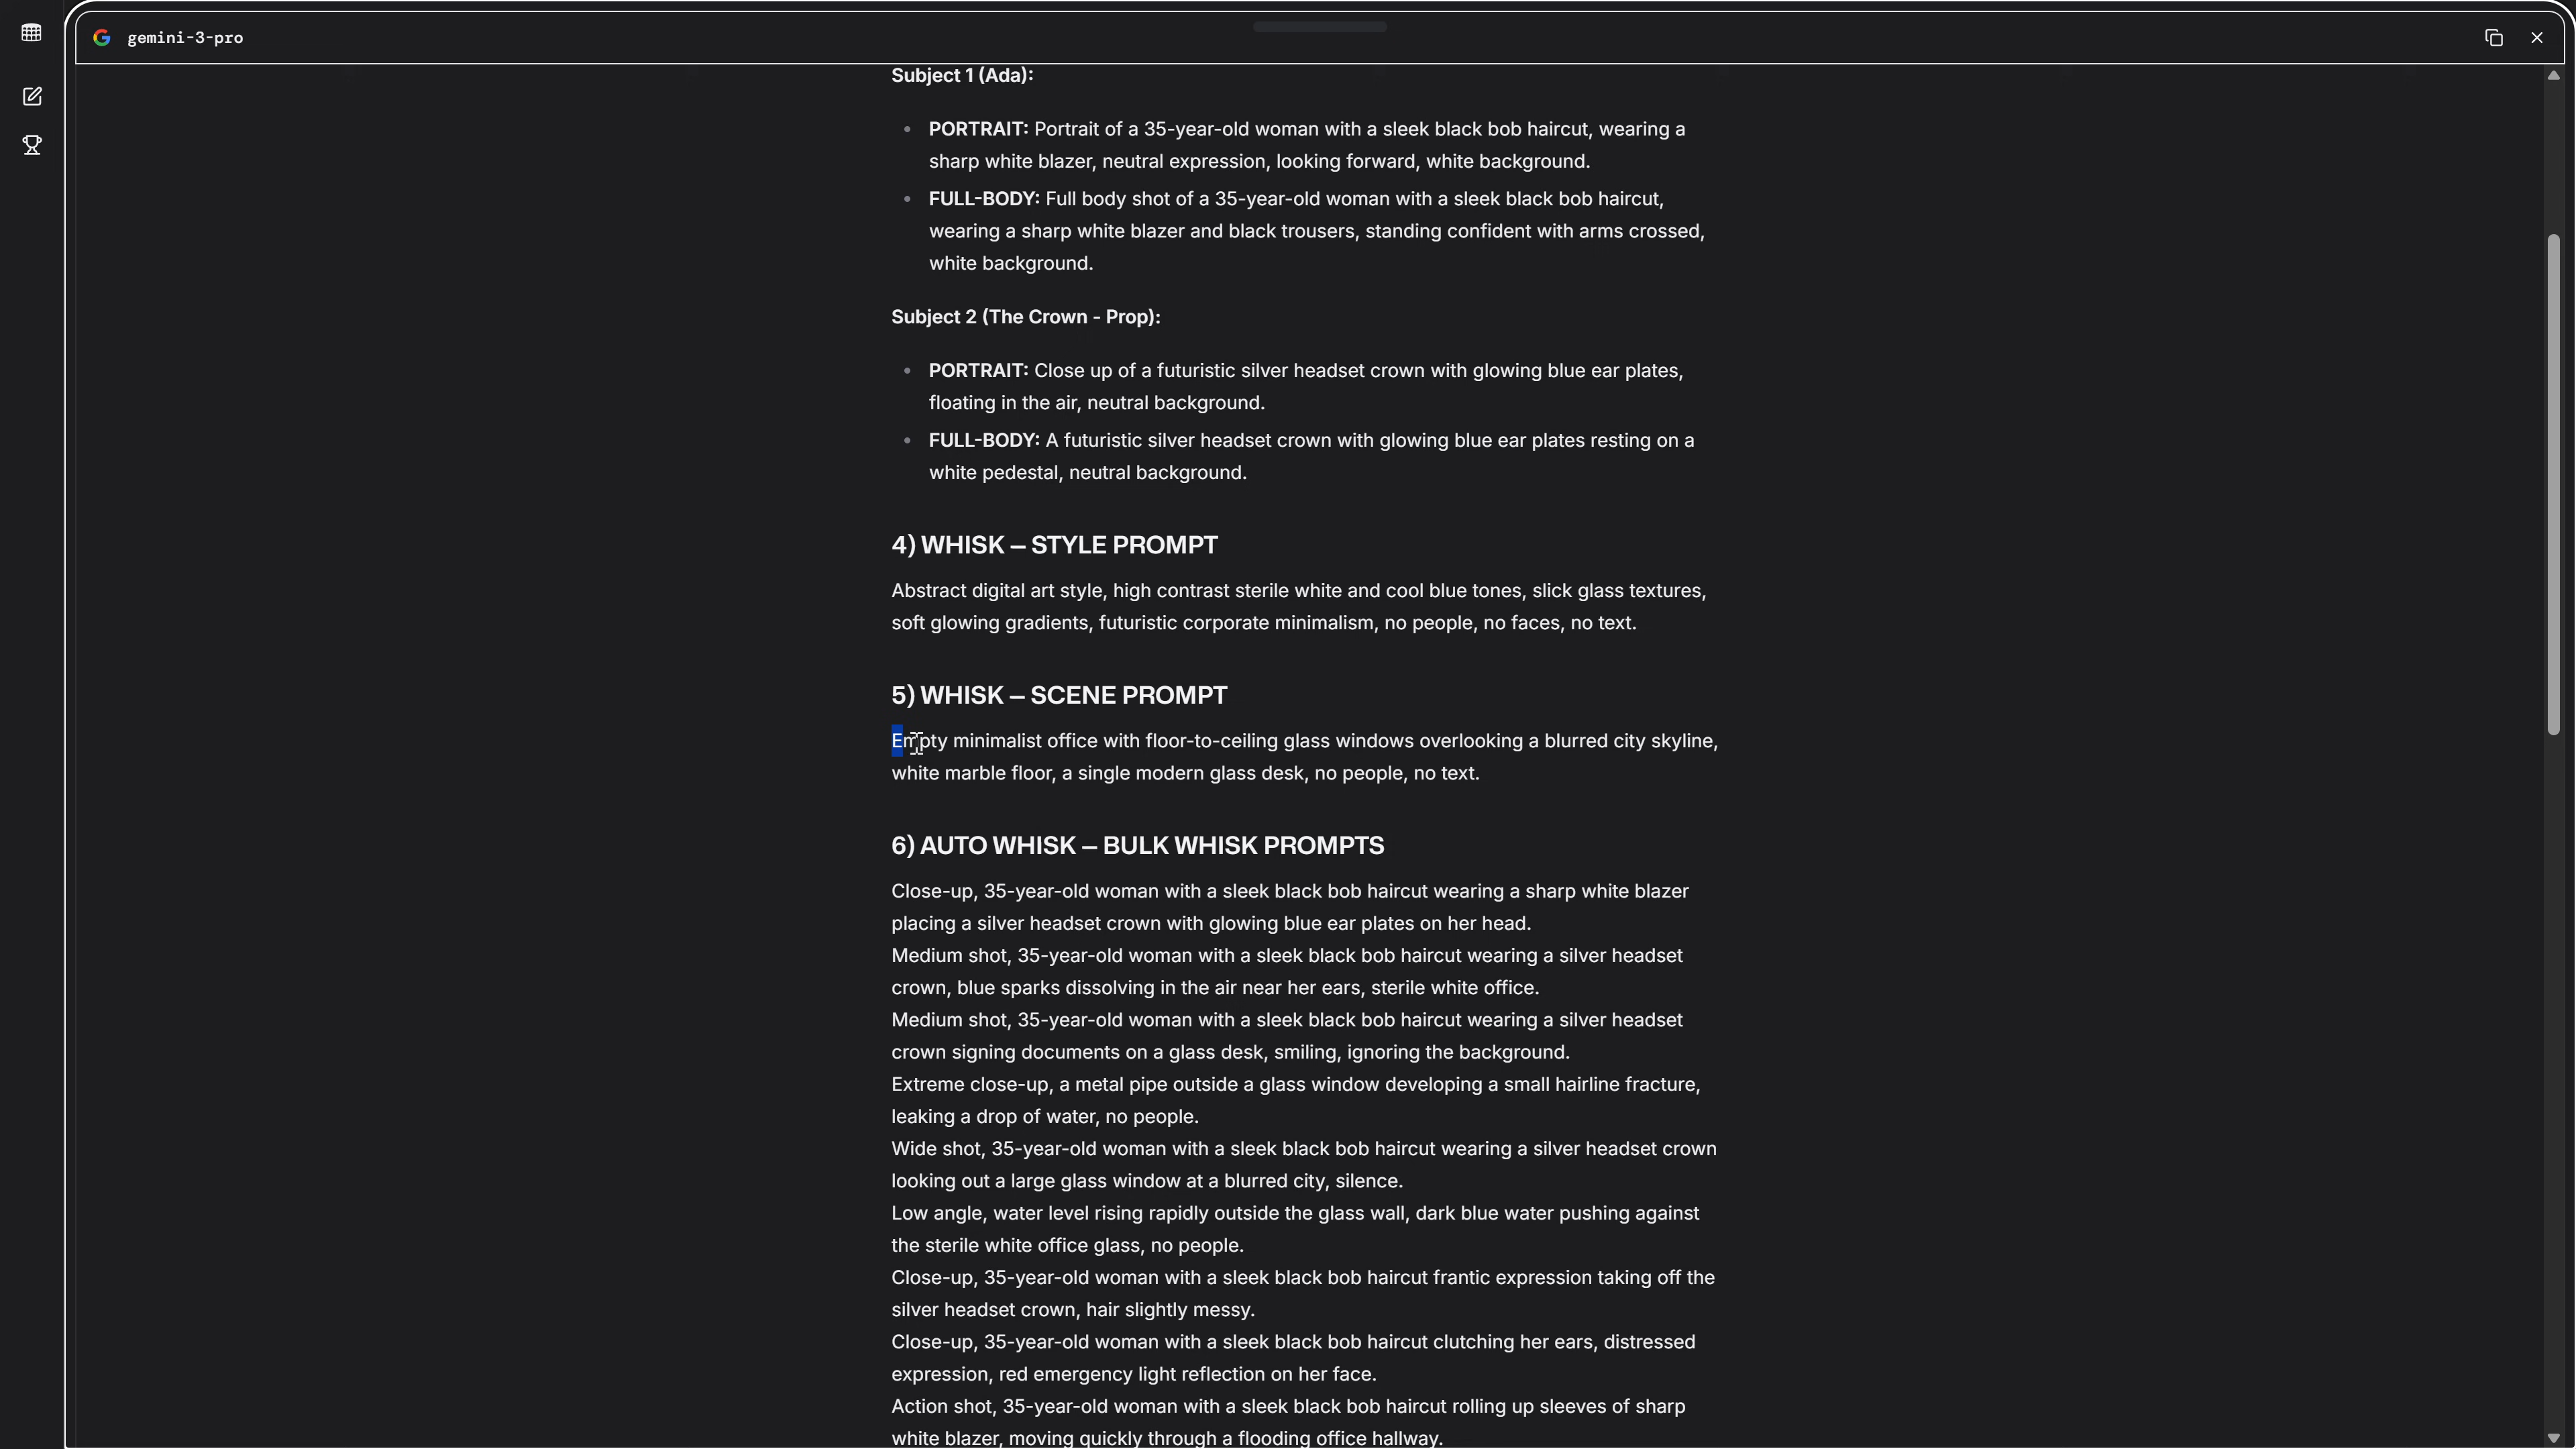 gemini-3-pro
Subject 1 (Ada):
PORTRAIT: Portrait of a 35-year-old woman with a sleek black bob haircut, wearing a
sharp white blazer, neutral expression, looking forward, white background.
FULL-BODY: Full body shot of a 35-year-old woman with a sleek black bob haircut,
wearing a sharp white blazer and black trousers, standing confident with arms crossed,
white background.
Subject 2 (The Crown - Prop):
PORTRAIT: Close up of a futuristic silver headset crown with glowing blue ear plates,
floating in the air, neutral background.
FULL-BODY: A futuristic silver headset crown with glowing blue ear plates resting on a
white pedestal, neutral background.
4) WHISK – STYLE PROMPT
Abstract digital art style, high contrast sterile white and cool blue tones, slick glass textures,
soft glowing gradients, futuristic corporate minimalism, no people, no faces, no text.
5) WHISK – SCENE PROMPT
Empty minimalist office with floor-to-ceiling glass windows overlooking a blurred city skyline,
white marble floor, a single modern glass desk, no people, no text.
6) AUTO WHISK – BULK WHISK PROMPTS
Close-up, 35-year-old woman with a sleek black bob haircut wearing a sharp white blazer
placing a silver headset crown with glowing blue ear plates on her head.
Medium shot, 35-year-old woman with a sleek black bob haircut wearing a silver headset
crown, blue sparks dissolving in the air near her ears, sterile white office.
Medium shot, 35-year-old woman with a sleek black bob haircut wearing a silver headset
crown signing documents on a glass desk, smiling, ignoring the background.
Extreme close-up, a metal pipe outside a glass window developing a small hairline fracture,
leaking a drop of water, no people.
Wide shot, 35-year-old woman with a sleek black bob haircut wearing a silver headset crown
looking out a large glass window at a blurred city, silence.
Low angle, water level rising rapidly outside the glass wall, dark blue water pushing against
the sterile white office glass, no people.
Close-up, 35-year-old woman with a sleek black bob haircut frantic expression taking off the
silver headset crown, hair slightly messy.
Close-up, 35-year-old woman with a sleek black bob haircut clutching her ears, distressed
expression, red emergency light reflection on her face.
Action shot, 35-year-old woman with a sleek black bob haircut rolling up sleeves of sharp
white blazer, moving quickly through a flooding office hallway.